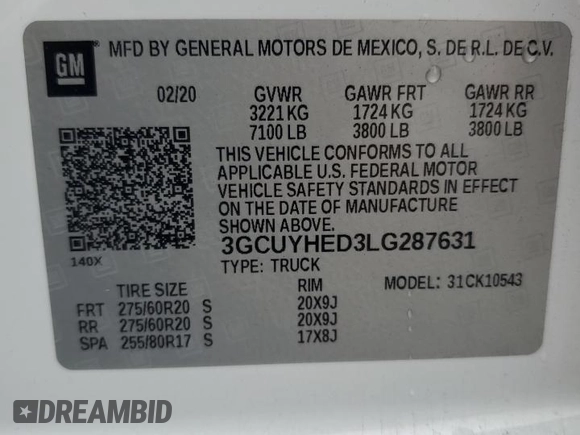 GM
MFD BY GENERAL MOTORS DE MEXICO, S. DE R.L. DE C.V.
02/20 GVWR GAWR FRT GAWR RR
3221 KG 1724 KG 1724 KG
7100 LB 3800 LB 3800 LB
THIS VEHICLE CONFORMS TO ALL
APPLICABLE U.S. FEDERAL MOTOR
VEHICLE SAFETY STANDARDS IN EFFECT
ON THE DATE OF MANUFACTURE
SHOWN ABOVE.
140X
3GCUYHED3LG287631
TYPE: TRUCK MODEL: 31CK10543
TIRE SIZE RIM
FRT 275/60R20 S 20X9J
RR 275/60R20 S 20X9J
SPA 255/80R17 S 17X8J
DREAMBID